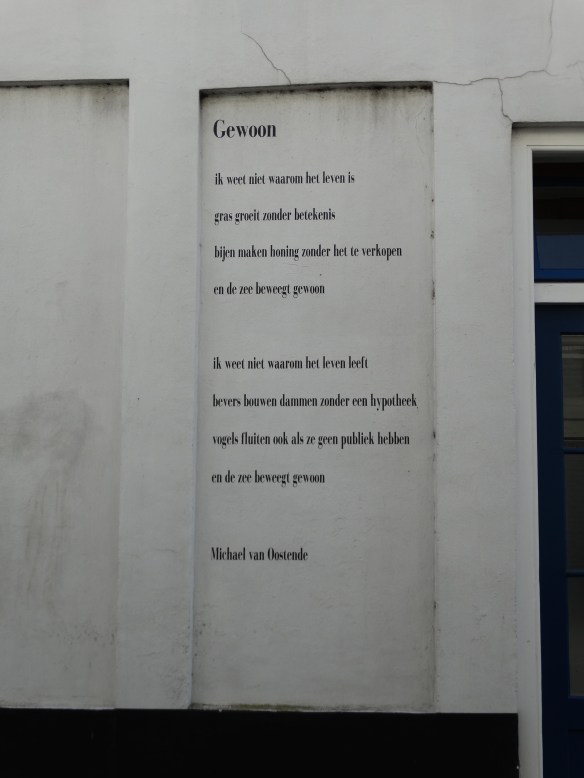 Gewoon
ik weet niet waarom het leven is
gras groeit zonder betekenis
bijen maken honing zonder het te verkopen
en de zee beweegt gewoon
ik weet niet waarom het leven leeft
bevers bouwen dammen zonder een hypotheek
vogels fluiten ook als ze geen publiek hebben
en de zee beweegt gewoon
Michael van Oostende